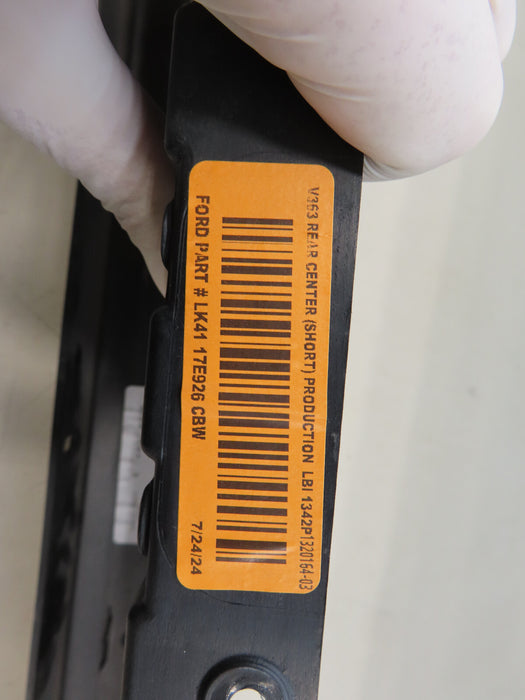 V363 REAR CENTER (SHORT) PRODUCTION LBI 1342P1320164-03
FORD PART # LK41 17E926 CBW
7/24/24